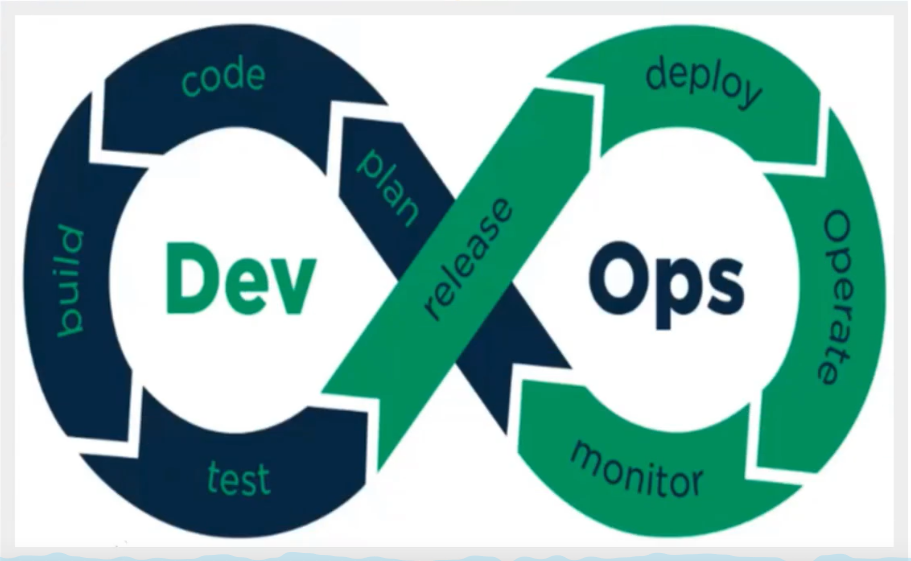 code
deploy
plan
release
build
Dev
Ops
Operate
test
monitor